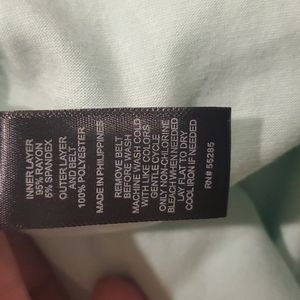 INNER LAYER
95% RAYON
5% SPANDEX
OUTER LAYER
AND BELT
100% POLYESTER
MADE IN PHILIPPINES
REMOVE BELT
BEFORE WASH
MACHINE WASH COLD
WITH LIKE COLORS
GENTLE CYCLE
ONLY NON-CHLORINE
BLEACH WHEN NEEDED
LAY FLAT TO DRY
COOL IRON IF NEEDED
RN# 55285